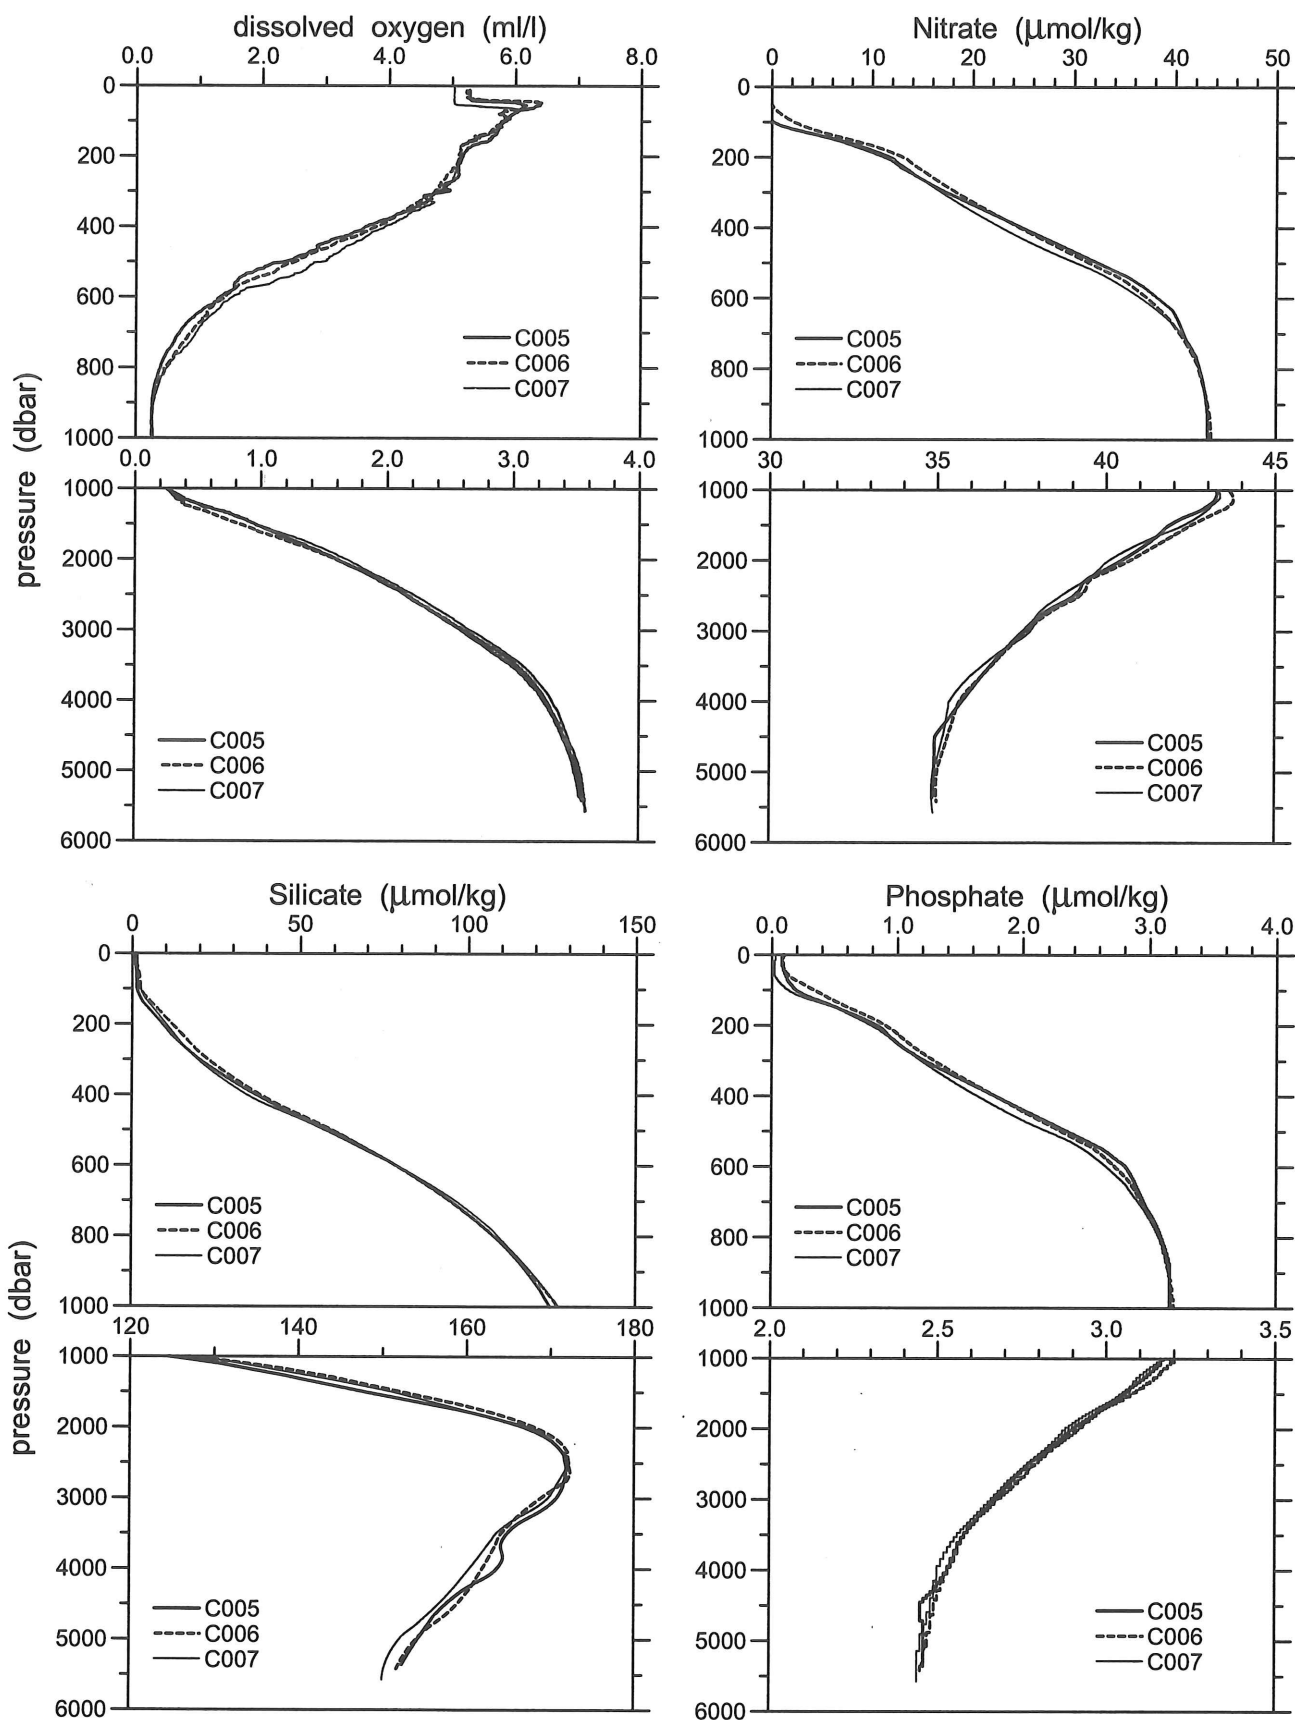 dissolved oxygen (ml/l)
0.0 2.0 4.0 6.0 8.0
0
200
400
600
800
1000
C005
C006
C007
0.0 1.0 2.0 3.0 4.0
1000
2000
3000
4000
5000
6000
C005
C006
C007
pressure (dbar)
Nitrate (μmol/kg)
0 10 20 30 40 50
0
200
400
600
800
1000
C005
C006
C007
30 35 40 45
1000
2000
3000
4000
5000
6000
C005
C006
C007
Silicate (μmol/kg)
0 50 100 150
0
200
400
600
800
1000
C005
C006
C007
120 140 160 180
1000
2000
3000
4000
5000
6000
C005
C006
C007
pressure (dbar)
Phosphate (μmol/kg)
0.0 1.0 2.0 3.0 4.0
0
200
400
600
800
1000
C005
C006
C007
2.0 2.5 3.0 3.5
1000
2000
3000
4000
5000
6000
C005
C006
C007